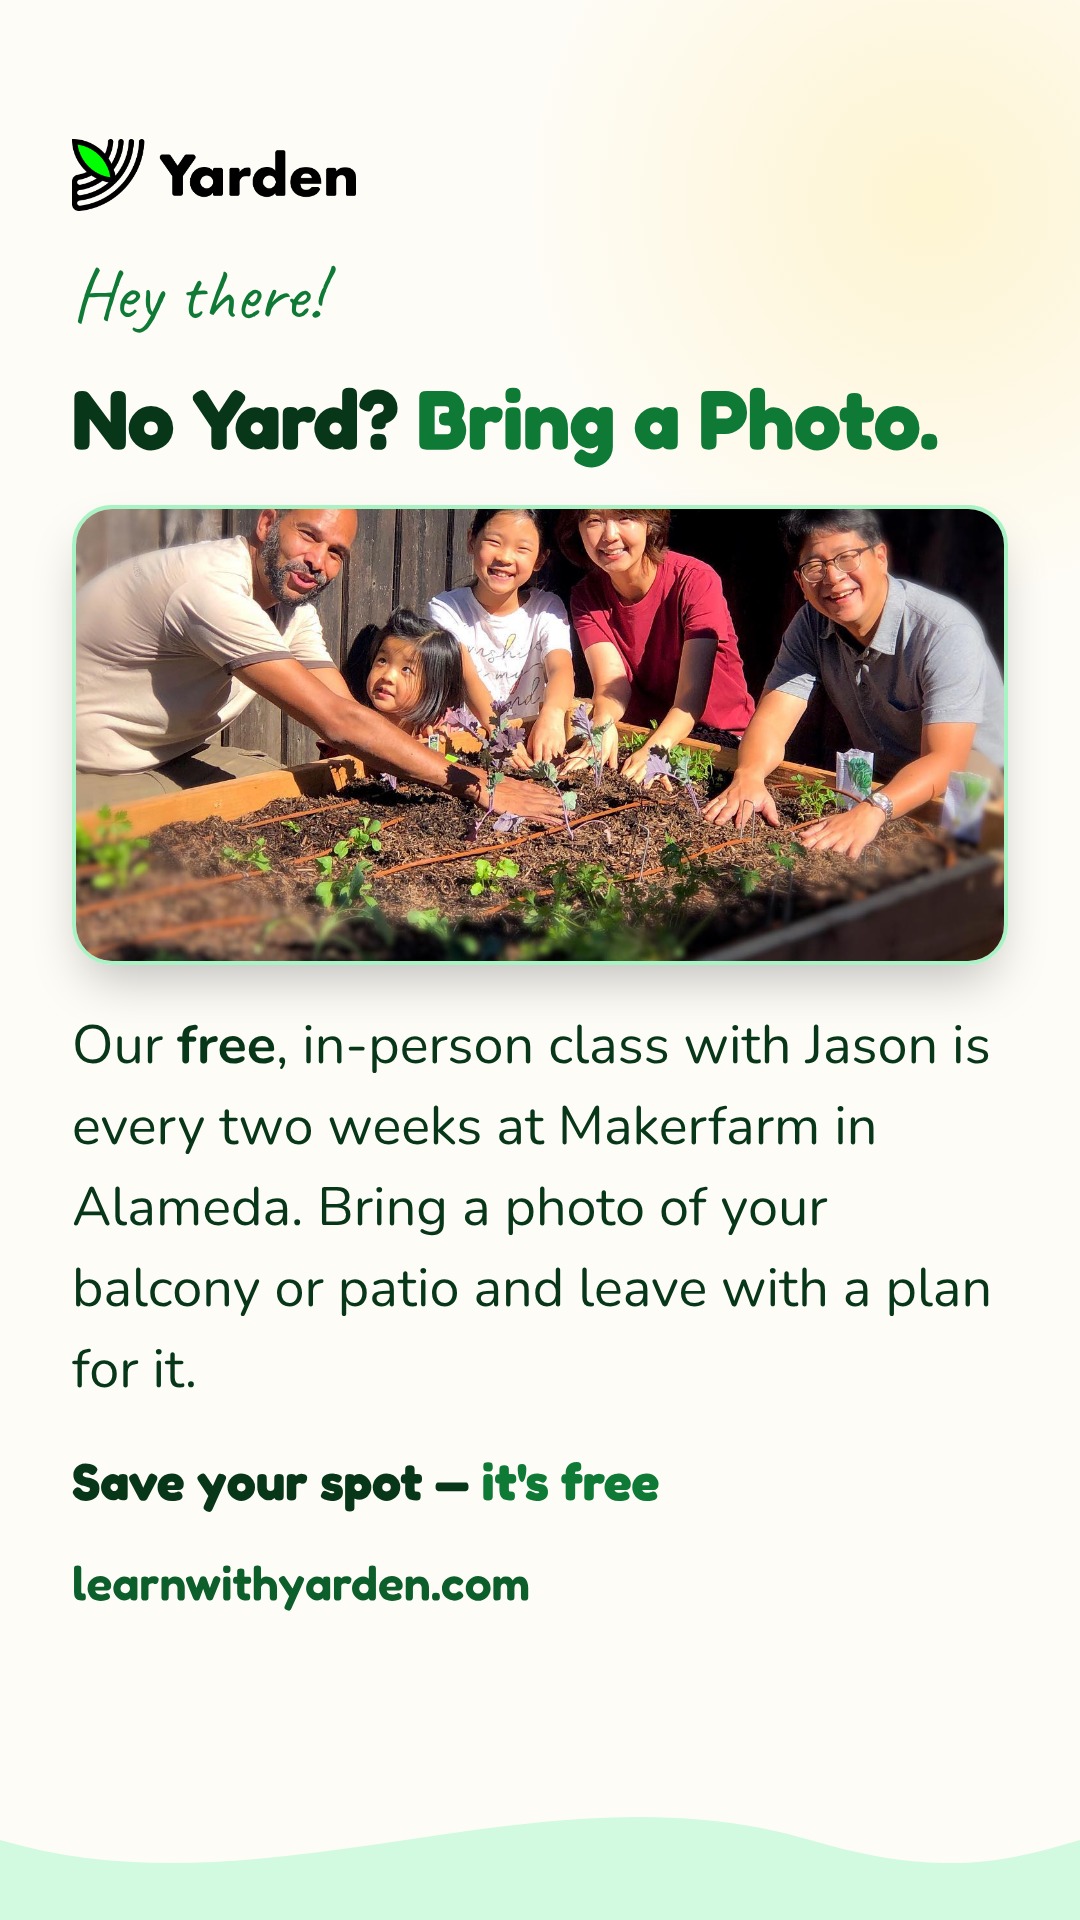 Yarden
Hey there!
No Yard? Bring a Photo.
Our free, in-person class with Jason is
every two weeks at Makerfarm in
Alameda. Bring a photo of your
balcony or patio and leave with a plan
for it.
Save your spot – it's free
learnwithyarden.com